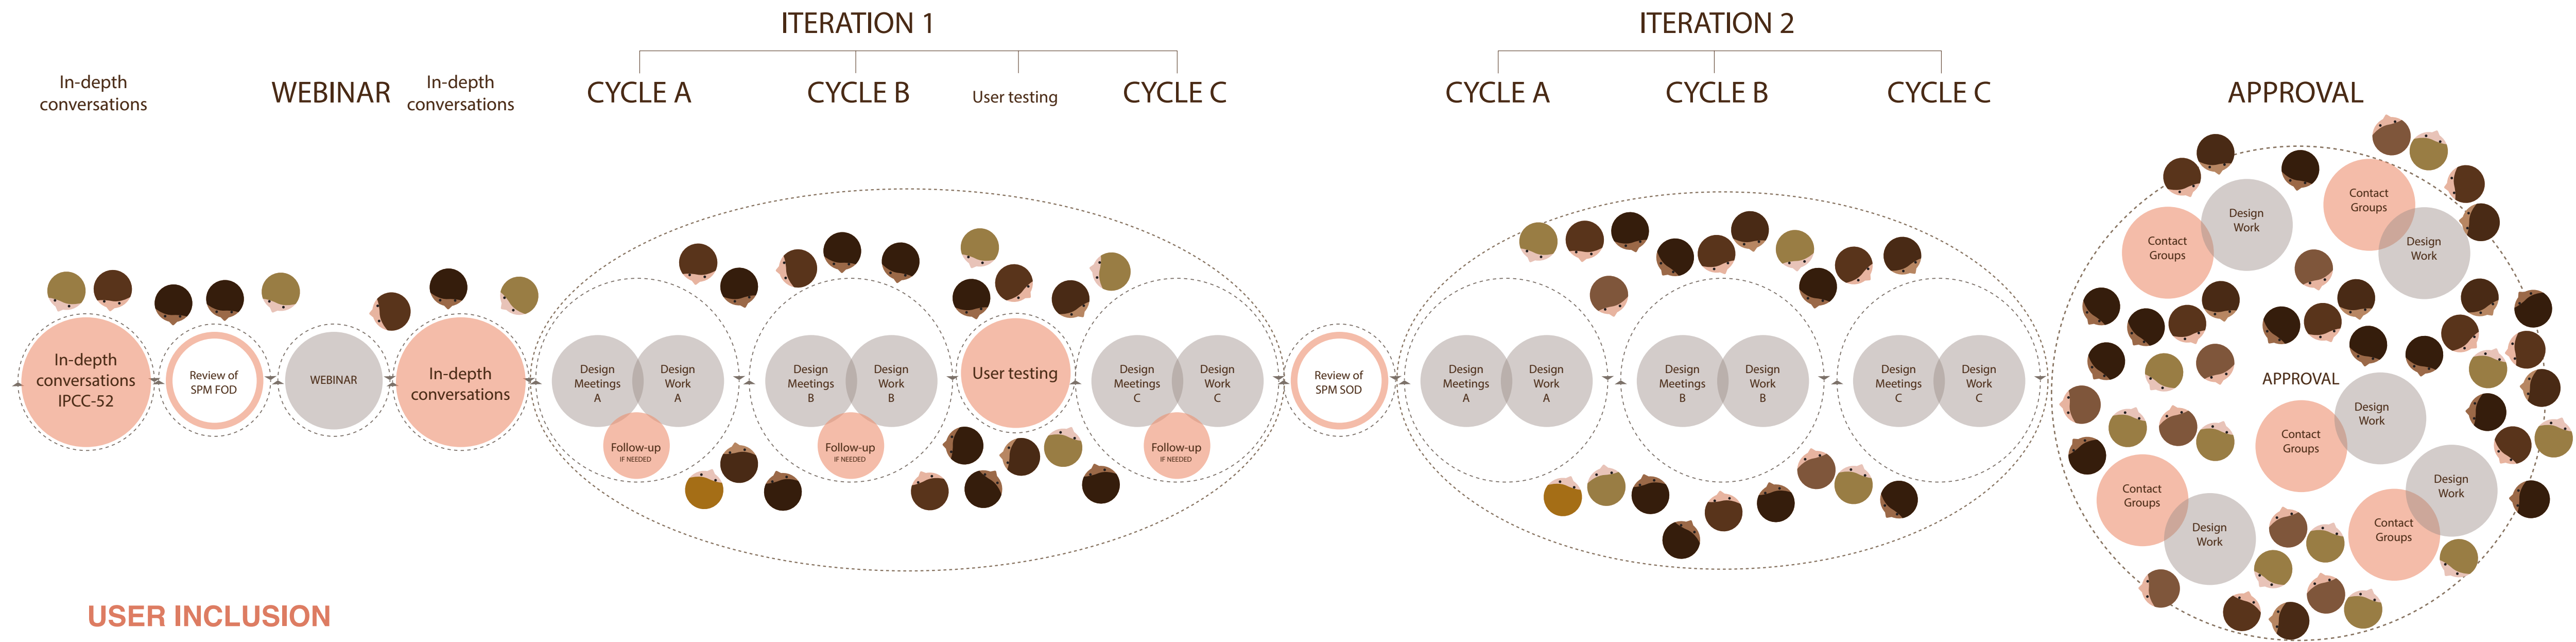 ITERATION 1
ITERATION 2
In-depth
conversations
WEBINAR
In-depth
conversations
CYCLE A
CYCLE B
User testing
CYCLE C
CYCLE A
CYCLE B
CYCLE C
APPROVAL
In-depth
conversations
IPCC-52
Review of
SPM FOD
WEBINAR
In-depth
conversations
Design
Meetings
A
Design
Work
A
Follow-up
IF NEEDED
Design
Meetings
B
Design
Work
B
Follow-up
IF NEEDED
User testing
Design
Meetings
C
Design
Work
C
Follow-up
IF NEEDED
Review of
SPM SOD
Design
Meetings
A
Design
Work
A
Design
Meetings
B
Design
Work
B
Design
Meetings
C
Design
Work
C
Contact
Groups
Design
Work
Contact
Groups
Design
Work
APPROVAL
Contact
Groups
Design
Work
Contact
Groups
Design
Work
Contact
Groups
Design
Work
USER INCLUSION